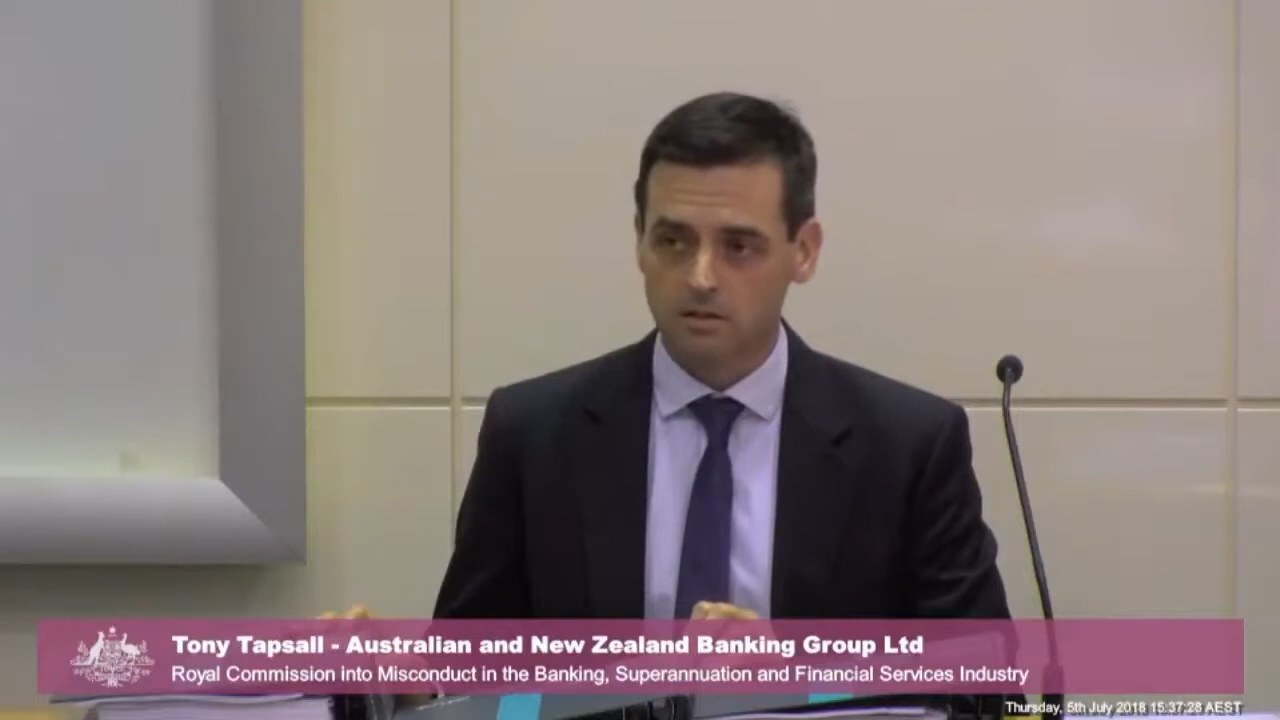 Tony Tapsall - Australian and New Zealand Banking Group Ltd
Royal Commission into Misconduct in the Banking, Superannuation and Financial Services Industry
Thursday, 5th July 2018 15:37:28 AEST